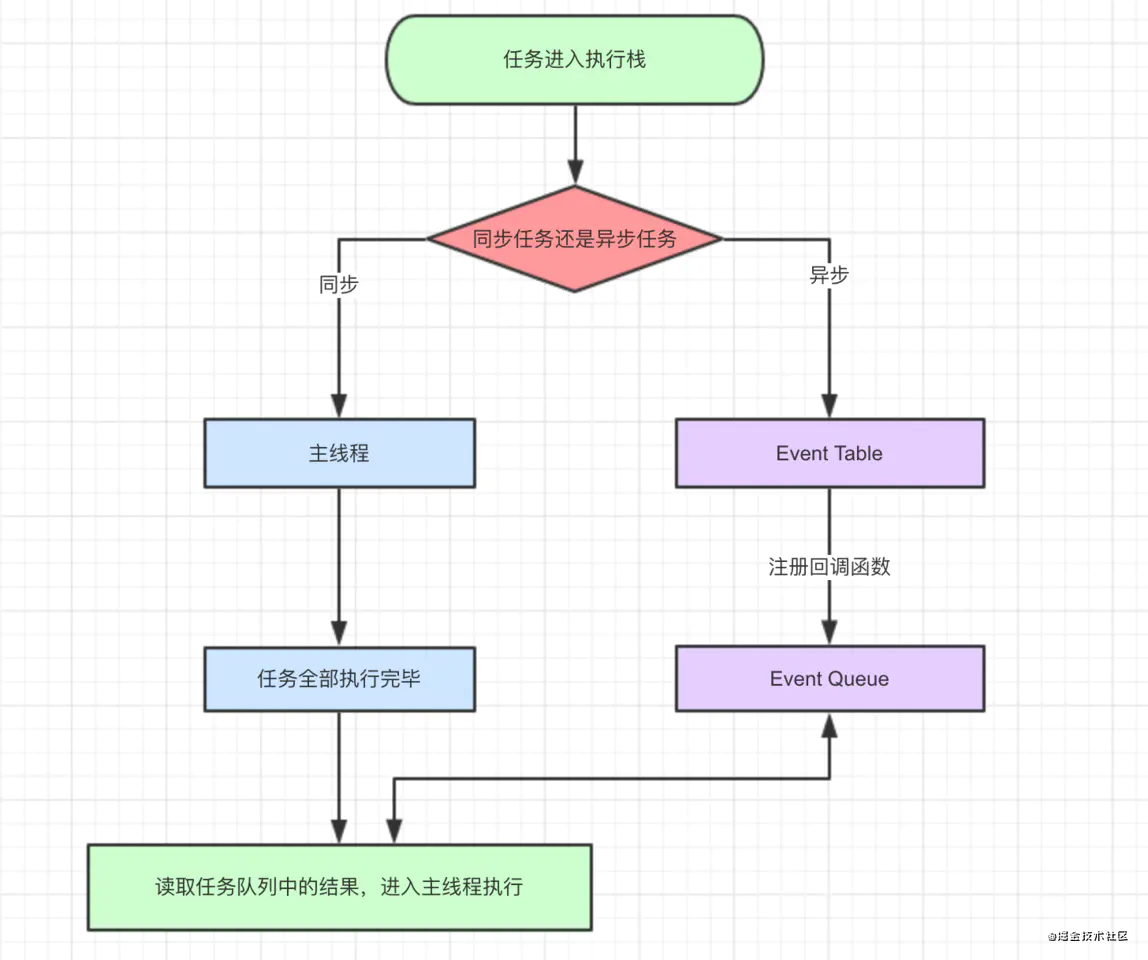 任务进入执行栈
同步任务还是异步任务
同步
异步
主线程
Event Table
注册回调函数
任务全部执行完毕
Event Queue
读取任务队列中的结果，进入主线程执行
@掘金技术社区